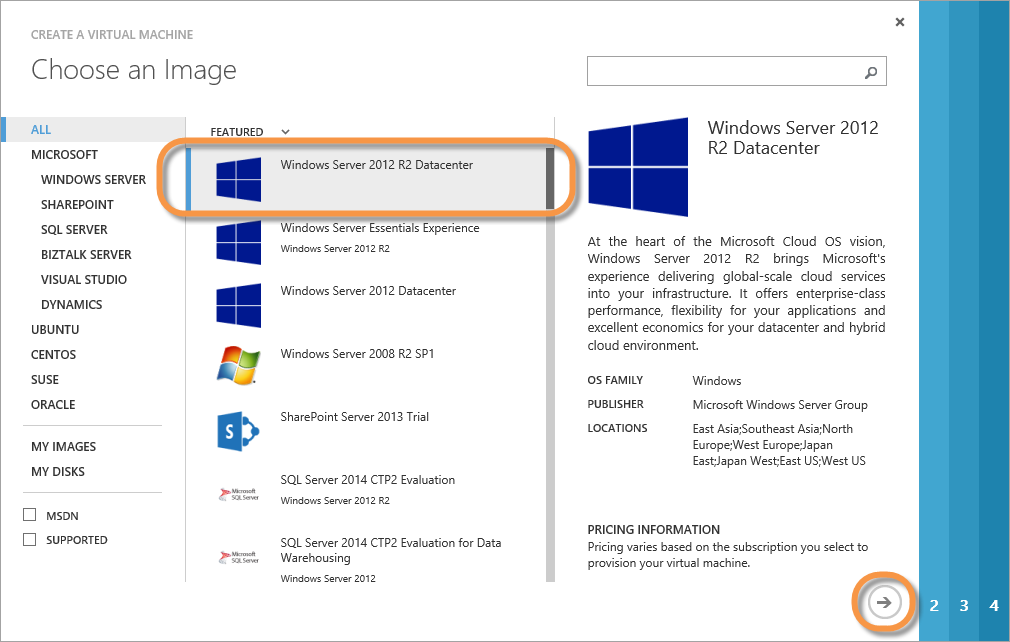 CREATE A VIRTUAL MACHINE
Choose an Image
ALL
MICROSOFT
WINDOWS SERVER
SHAREPOINT
SQL SERVER
BIZTALK SERVER
VISUAL STUDIO
DYNAMICS
UBUNTU
CENTOS
SUSE
ORACLE
MY IMAGES
MY DISKS
MSDN
SUPPORTED
FEATURED
Windows Server 2012 R2 Datacenter
Windows Server Essentials Experience
Windows Server 2012 R2
Windows Server 2012 Datacenter
Windows Server 2008 R2 SP1
S
SharePoint Server 2013 Trial
Microsoft
SQL Server
SQL Server 2014 CTP2 Evaluation
Windows Server 2012 R2
Microsoft
SQL Server
SQL Server 2014 CTP2 Evaluation for Data
Warehousing
Windows Server 2012
Windows Server 2012
R2 Datacenter
At the heart of the Microsoft Cloud OS vision,
Windows Server 2012 R2 brings Microsoft's
experience delivering global-scale cloud services
into your infrastructure. It offers enterprise-class
performance, flexibility for your applications and
excellent economics for your datacenter and hybrid
cloud environment.
OS FAMILY Windows
PUBLISHER Microsoft Windows Server Group
LOCATIONS East Asia;Southeast Asia;North
Europe;West Europe;Japan
East;Japan West;East US;West US
PRICING INFORMATION
Pricing varies based on the subscription you select to
provision your virtual machine.
2 3 4